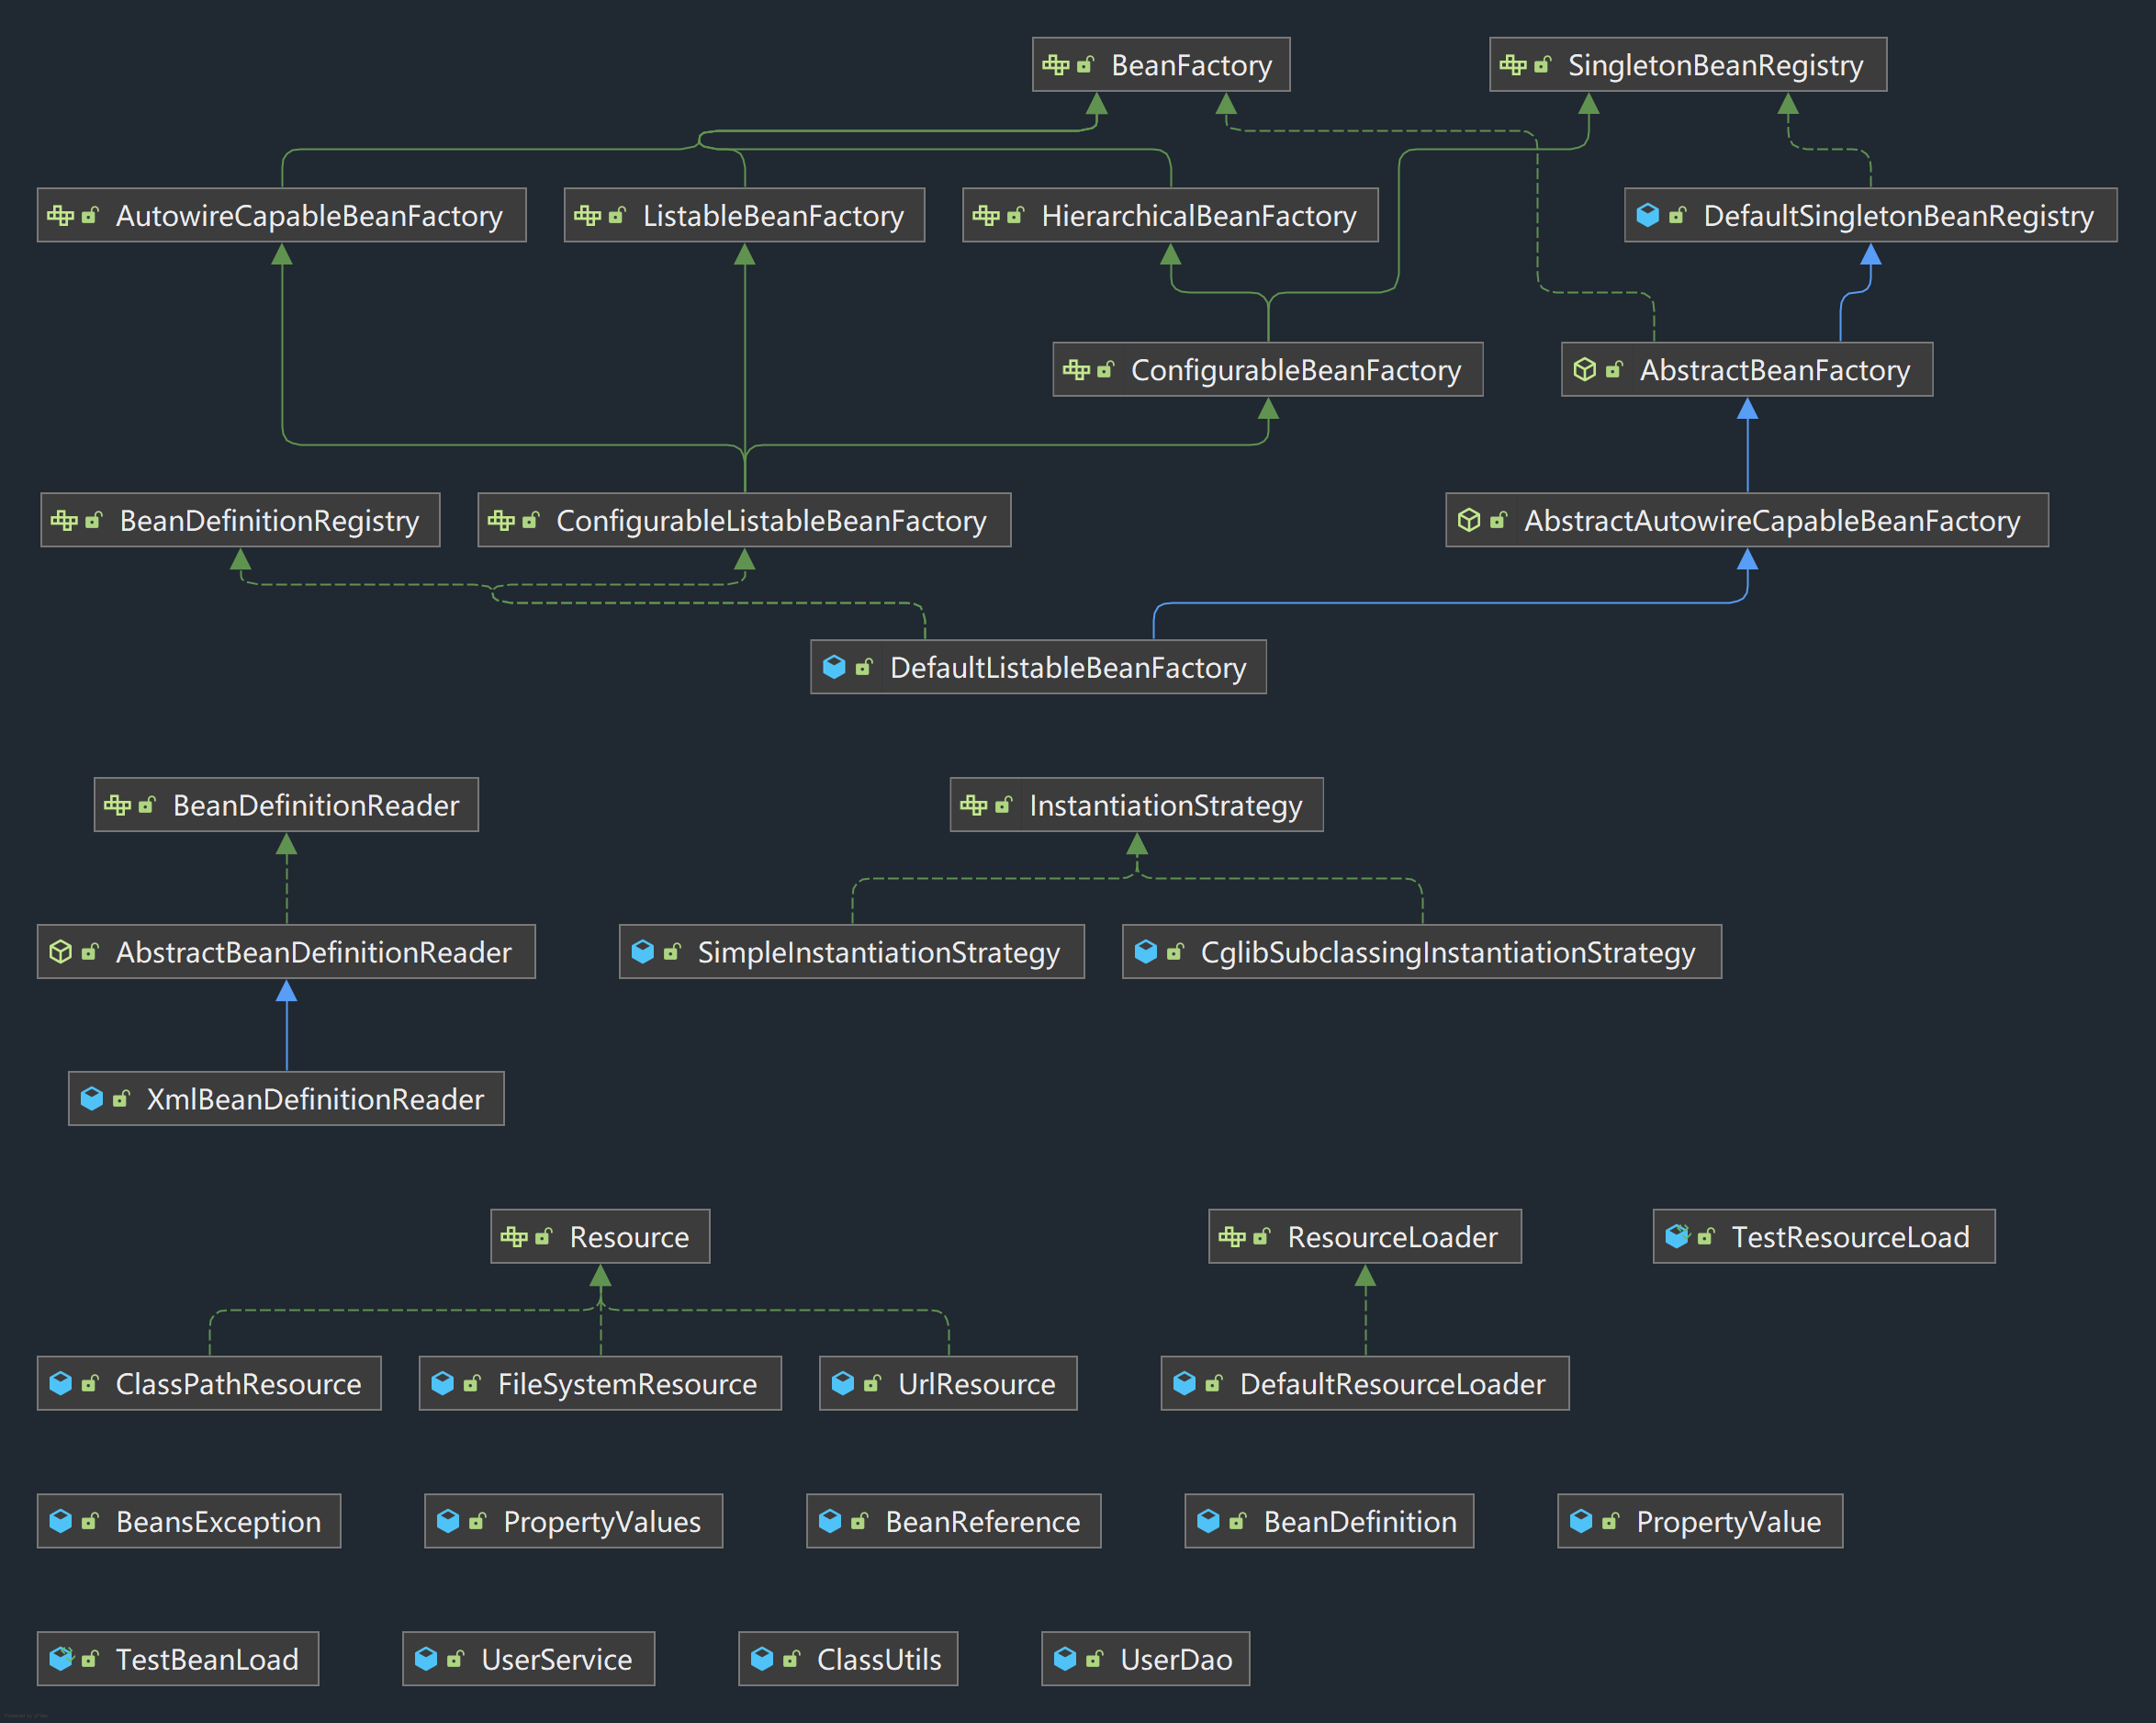 BeanFactory
SingletonBeanRegistry
AutowireCapableBeanFactory
ListableBeanFactory
HierarchicalBeanFactory
DefaultSingletonBeanRegistry
ConfigurableBeanFactory
AbstractBeanFactory
BeanDefinitionRegistry
ConfigurableListableBeanFactory
AbstractAutowireCapableBeanFactory
DefaultListableBeanFactory
BeanDefinitionReader
InstantiationStrategy
AbstractBeanDefinitionReader
SimpleInstantiationStrategy
CglibSubclassingInstantiationStrategy
XmlBeanDefinitionReader
Resource
ResourceLoader
TestResourceLoad
ClassPathResource
FileSystemResource
UrlResource
DefaultResourceLoader
BeansException
PropertyValues
BeanReference
BeanDefinition
PropertyValue
TestBeanLoad
UserService
ClassUtils
UserDao